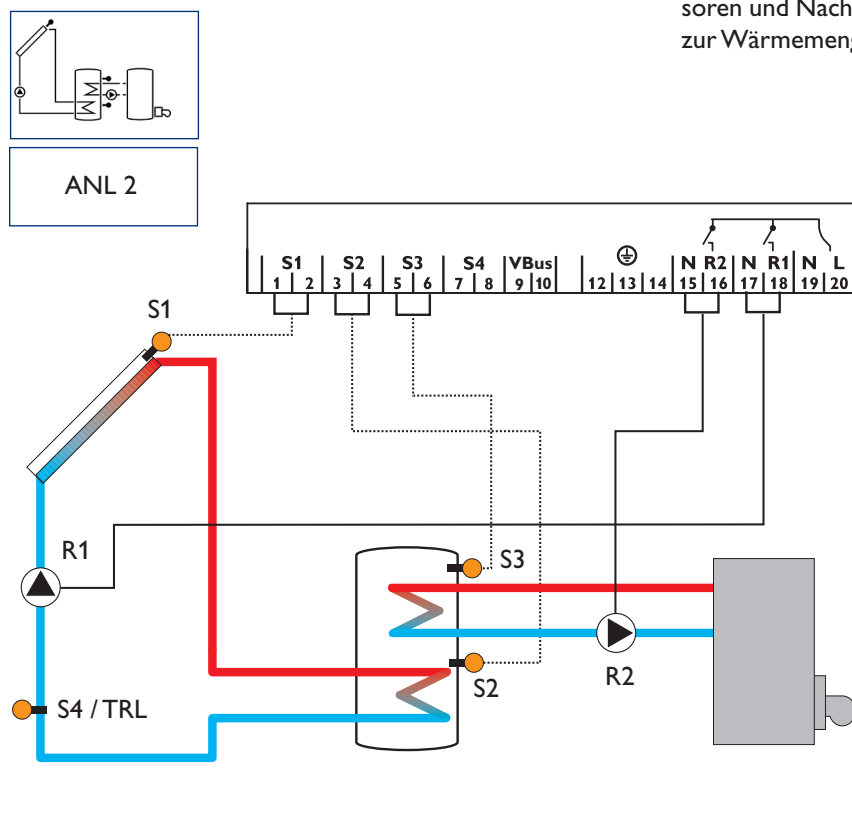 soren und Nach
zur Wärmemeng
ANL 2
S1 S2 S3 S4 VBus N R2 N R1 N L
1 2 3 4 5 6 7 8 9 10 12 13 14 15 16 17 18 19 20
S1
R1
S3
S2
R2
S4 / TRL